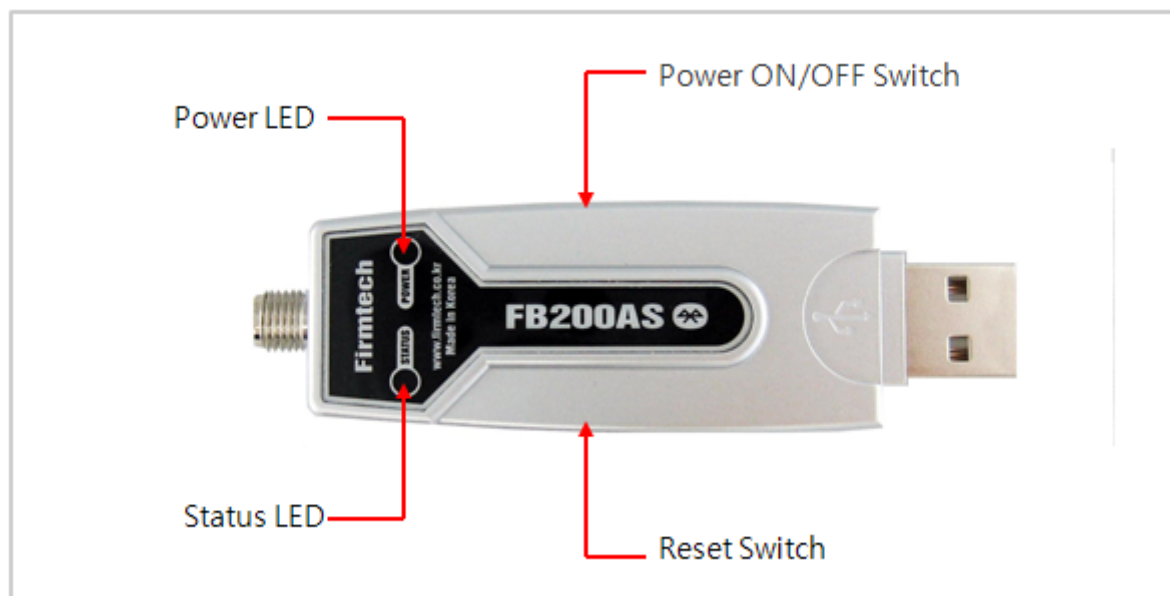 Power ON/OFF Switch
Power LED
Firmtech
POWER
STATUS
www.firmtech.co.kr
Made in Korea
FB200AS
Status LED
Reset Switch